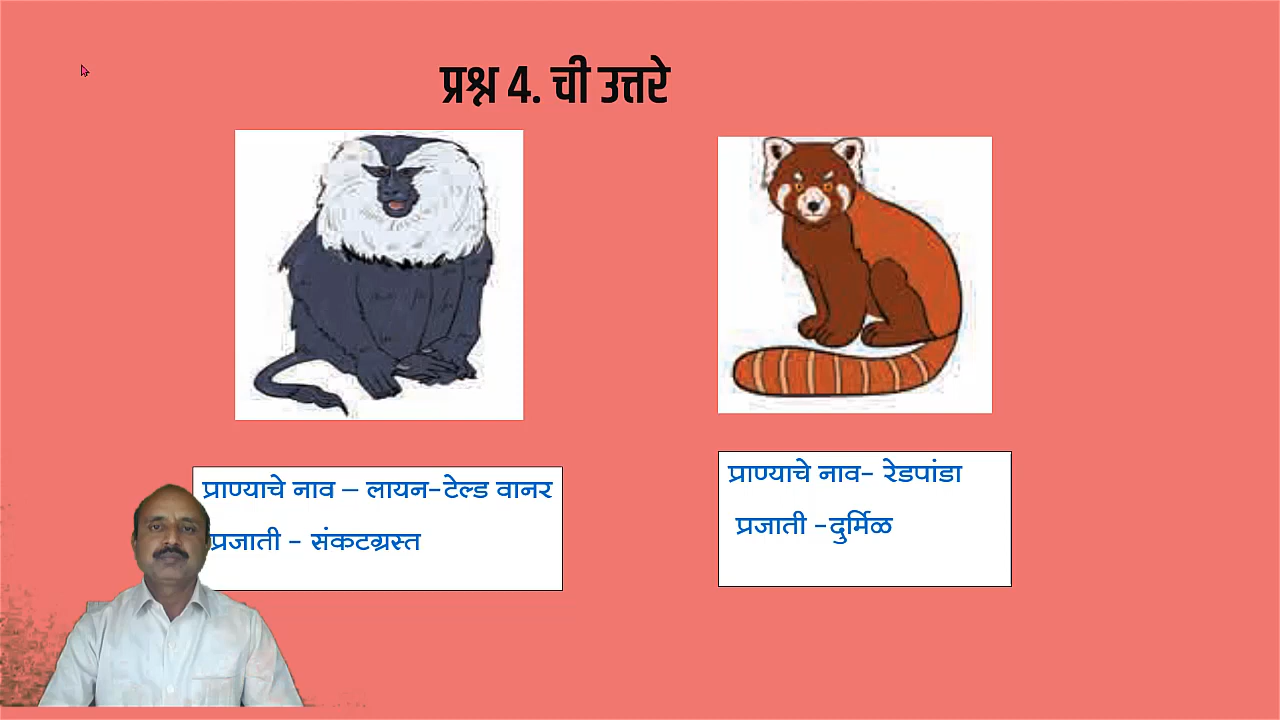 प्रश्न 4. ची उत्तरे
प्राण्याचे नाव – लायन-टेल्ड वानर
प्रजाती - संकटग्रस्त
प्राण्याचे नाव- रेडपांडा
प्रजाती -दुर्मिळ